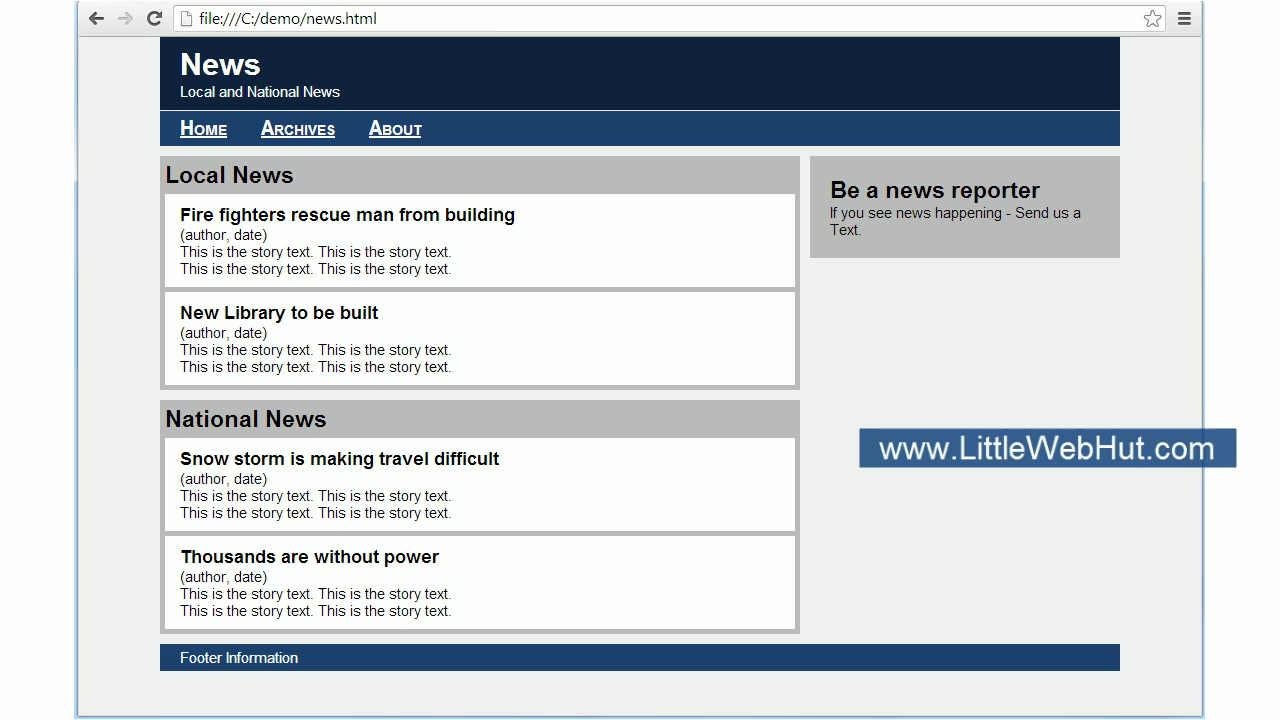 file:///C:/demo/news.html
News
Local and National News
Home Archives About
Local News
Fire fighters rescue man from building
(author, date)
This is the story text. This is the story text.
This is the story text. This is the story text.
New Library to be built
(author, date)
This is the story text. This is the story text.
This is the story text. This is the story text.
National News
Snow storm is making travel difficult
(author, date)
This is the story text. This is the story text.
This is the story text. This is the story text.
Thousands are without power
(author, date)
This is the story text. This is the story text.
This is the story text. This is the story text.
Be a news reporter
If you see news happening - Send us a
Text.
www.LittleWebHut.com
Footer Information